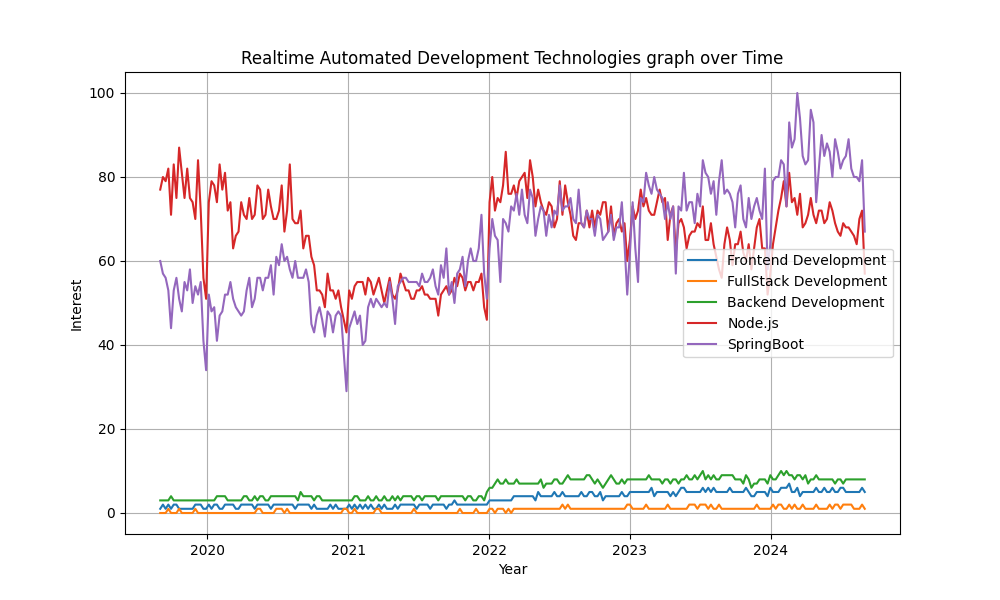 Realtime Automated Development Technologies graph over Time
100
80
60
40
20
0
Interest
Frontend Development
FullStack Development
Backend Development
Node.js
SpringBoot
2020
2021
2022
2023
2024
Year